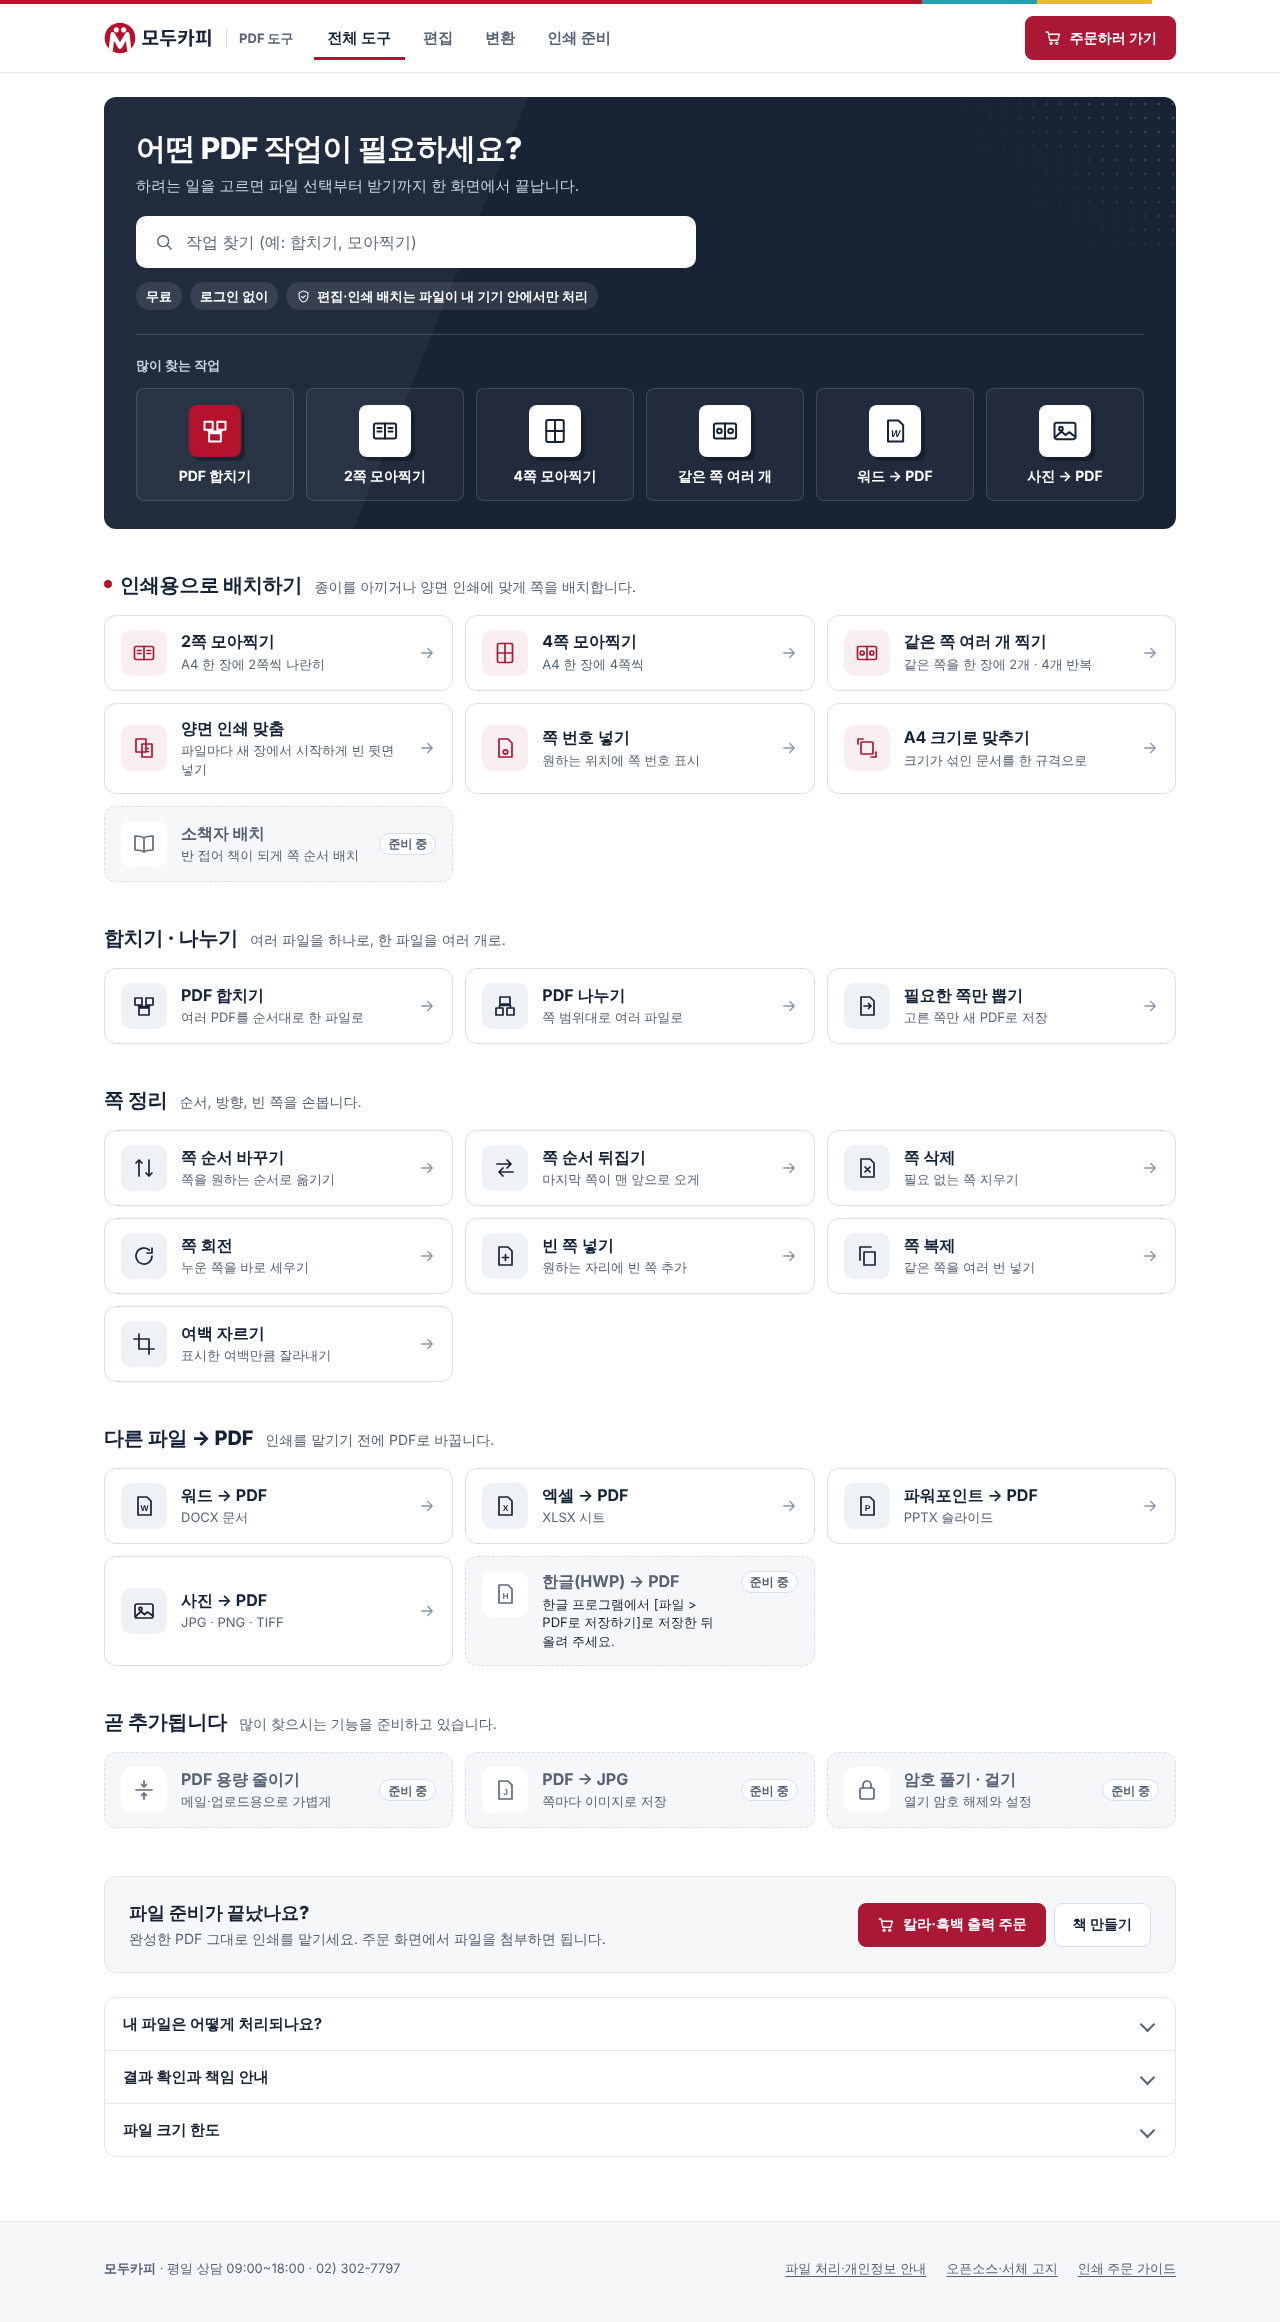 모두카피 PDF 도구 전체 도구 편집 변환 인쇄 준비 주문하러 가기
어떤 PDF 작업이 필요하세요?
하려는 일을 고르면 파일 선택부터 받기까지 한 화면에서 끝납니다.
작업 찾기 (예: 합치기, 모아찍기)
무료 로그인 없이 편집·인쇄 배치는 파일이 내 기기 안에서만 처리
많이 찾는 작업
PDF 합치기 2쪽 모아찍기 4쪽 모아찍기 같은 쪽 여러 개 워드 → PDF 사진 → PDF
인쇄용으로 배치하기 종이를 아끼거나 양면 인쇄에 맞게 쪽을 배치합니다.
2쪽 모아찍기
A4 한 장에 2쪽씩 나란히
4쪽 모아찍기
A4 한 장에 4쪽씩
같은 쪽 여러 개 찍기
같은 쪽을 한 장에 2개 · 4개 반복
양면 인쇄 맞춤
파일마다 새 장에서 시작하게 빈 뒷면
넣기
쪽 번호 넣기
원하는 위치에 쪽 번호 표시
A4 크기로 맞추기
크기가 섞인 문서를 한 규격으로
소책자 배치
반 접어 책이 되게 쪽 순서 배치
준비 중
합치기 · 나누기 여러 파일을 하나로, 한 파일을 여러 개로.
PDF 합치기
여러 PDF를 순서대로 한 파일로
PDF 나누기
쪽 범위대로 여러 파일로
필요한 쪽만 뽑기
고른 쪽만 새 PDF로 저장
쪽 정리 순서, 방향, 빈 쪽을 손봅니다.
쪽 순서 바꾸기
쪽을 원하는 순서로 옮기기
쪽 순서 뒤집기
마지막 쪽이 맨 앞으로 오게
쪽 삭제
필요 없는 쪽 지우기
쪽 회전
누운 쪽을 바로 세우기
빈 쪽 넣기
원하는 자리에 빈 쪽 추가
쪽 복제
같은 쪽을 여러 번 넣기
여백 자르기
표시한 여백만큼 잘라내기
다른 파일 → PDF 인쇄를 맡기기 전에 PDF로 바꿉니다.
워드 → PDF
DOCX 문서
엑셀 → PDF
XLSX 시트
파워포인트 → PDF
PPTX 슬라이드
사진 → PDF
JPG · PNG · TIFF
한글(HWP) → PDF
한글 프로그램에서 [파일 >
PDF로 저장하기]로 저장한 뒤
올려 주세요.
준비 중
곧 추가됩니다 많이 찾으시는 기능을 준비하고 있습니다.
PDF 용량 줄이기
메일·업로드용으로 가볍게
준비 중
PDF → JPG
쪽마다 이미지로 저장
준비 중
암호 풀기 · 걸기
열기 암호 해제와 설정
준비 중
파일 준비가 끝났나요?
완성한 PDF 그대로 인쇄를 맡기세요. 주문 화면에서 파일을 첨부하면 됩니다.
칼라·흑백 출력 주문 책 만들기
내 파일은 어떻게 처리되나요?
결과 확인과 책임 안내
파일 크기 한도
모두카피 · 평일 상담 09:00~18:00 · 02) 302-7797
파일 처리·개인정보 안내 오픈소스·서체 고지 인쇄 주문 가이드